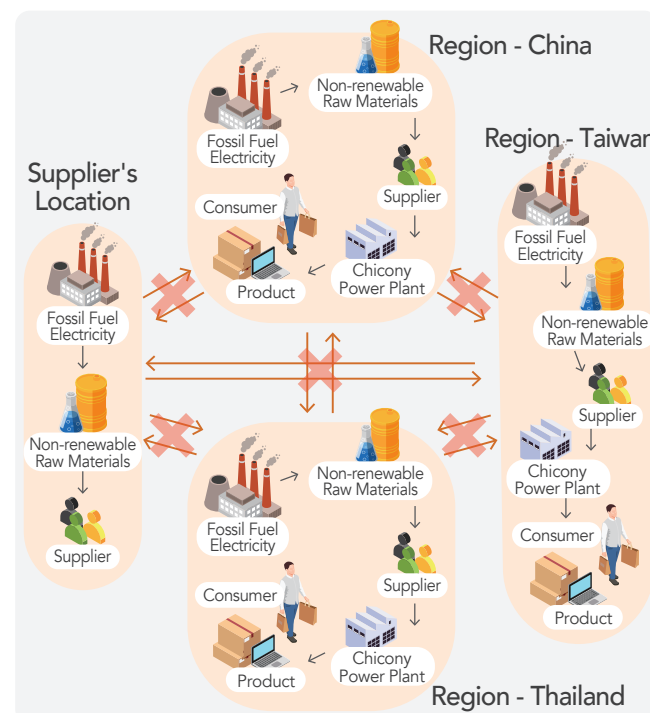 Region - China
Non-renewable
Raw Materials
Fossil Fuel
Electricity
Supplier
Consumer
Chicony
Power Plant
Product
Supplier's
Location
Fossil Fuel
Electricity
Non-renewable
Raw Materials
Supplier
Region - Taiwan
Fossil Fuel
Electricity
Non-renewable
Raw Materials
Supplier
Chicony
Power Plant
Consumer
Product
Non-renewable
Raw Materials
Fossil Fuel
Electricity
Supplier
Consumer
Chicony
Power Plant
Product
Region - Thailand